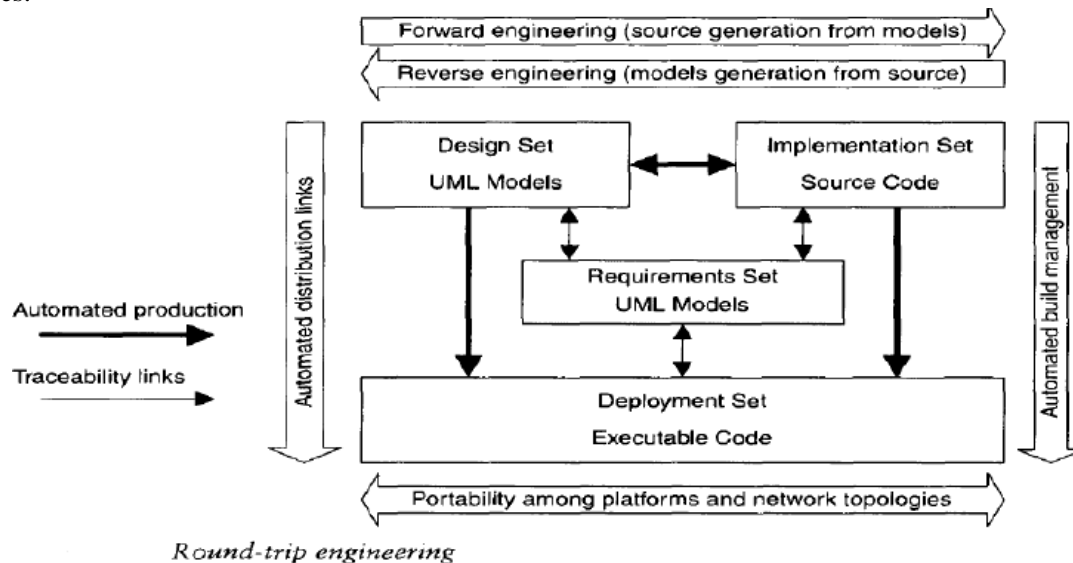 es.
Forward engineering (source generation from models)
Reverse engineering (models generation from source)
Design Set
UML Models
Implementation Set
Source Code
Automated distribution links
Automated build management
Requirements Set
UML Models
Automated production
Traceability links
Deployment Set
Executable Code
Portability among platforms and network topologies
Round-trip engineering